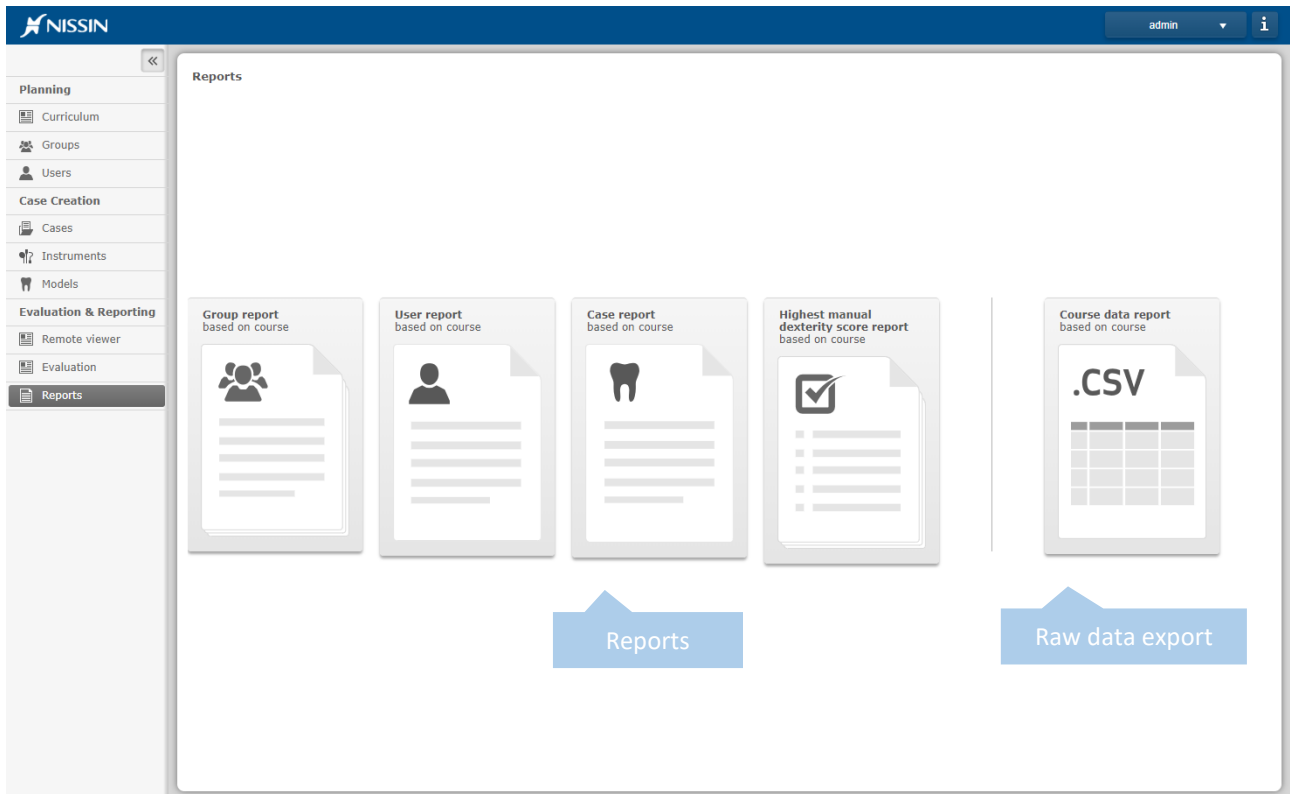 NISSIN
admin
i
Planning
Curriculum
Groups
Users
Case Creation
Cases
Instruments
Models
Evaluation & Reporting
Remote viewer
Evaluation
Reports
Reports
Group report
based on course
User report
based on course
Case report
based on course
Highest manual
dexterity score report
based on course
Course data report
based on course
.CSV
Reports
Raw data export